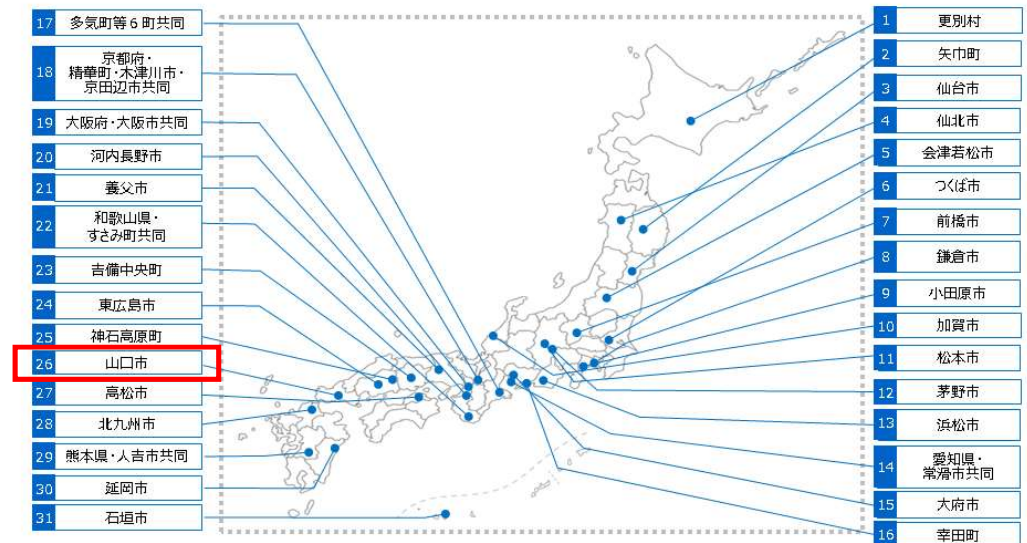 17 多気町等6町共同
18 京都府・
精華町・木津川市・
京田辺市共同
19 大阪府・大阪市共同
20 河内長野市
21 養父市
22 和歌山県・
すさみ町共同
23 吉備中央町
24 東広島市
25 神石高原町
26 山口市
27 高松市
28 北九州市
29 熊本県・人吉市共同
30 延岡市
31 石垣市
1 更別村
2 矢巾町
3 仙台市
4 仙北市
5 会津若松市
6 つくば市
7 前橋市
8 鎌倉市
9 小田原市
10 加賀市
11 松本市
12 茅野市
13 浜松市
14 愛知県・
常滑市共同
15 大府市
16 幸田町